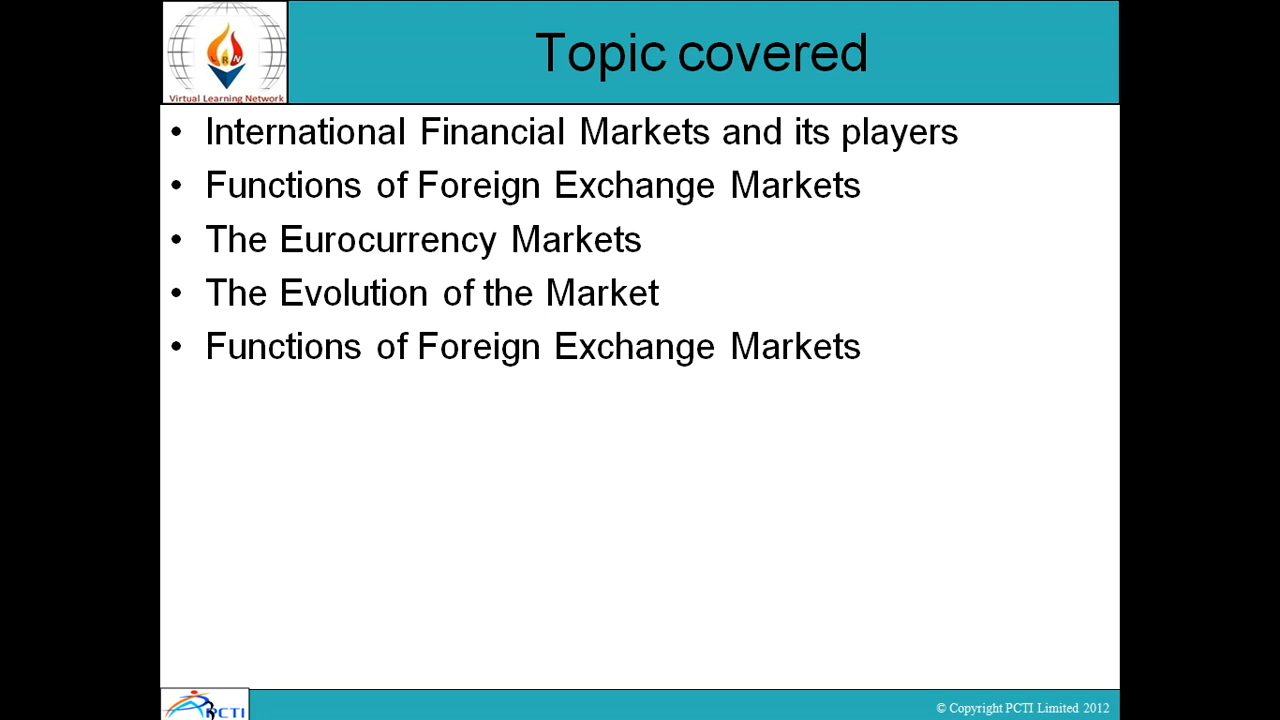 Topic covered
Virtual Learning Network
• International Financial Markets and its players
• Functions of Foreign Exchange Markets
• The Eurocurrency Markets
• The Evolution of the Market
• Functions of Foreign Exchange Markets
PCTI
© Copyright PCTI Limited 2012